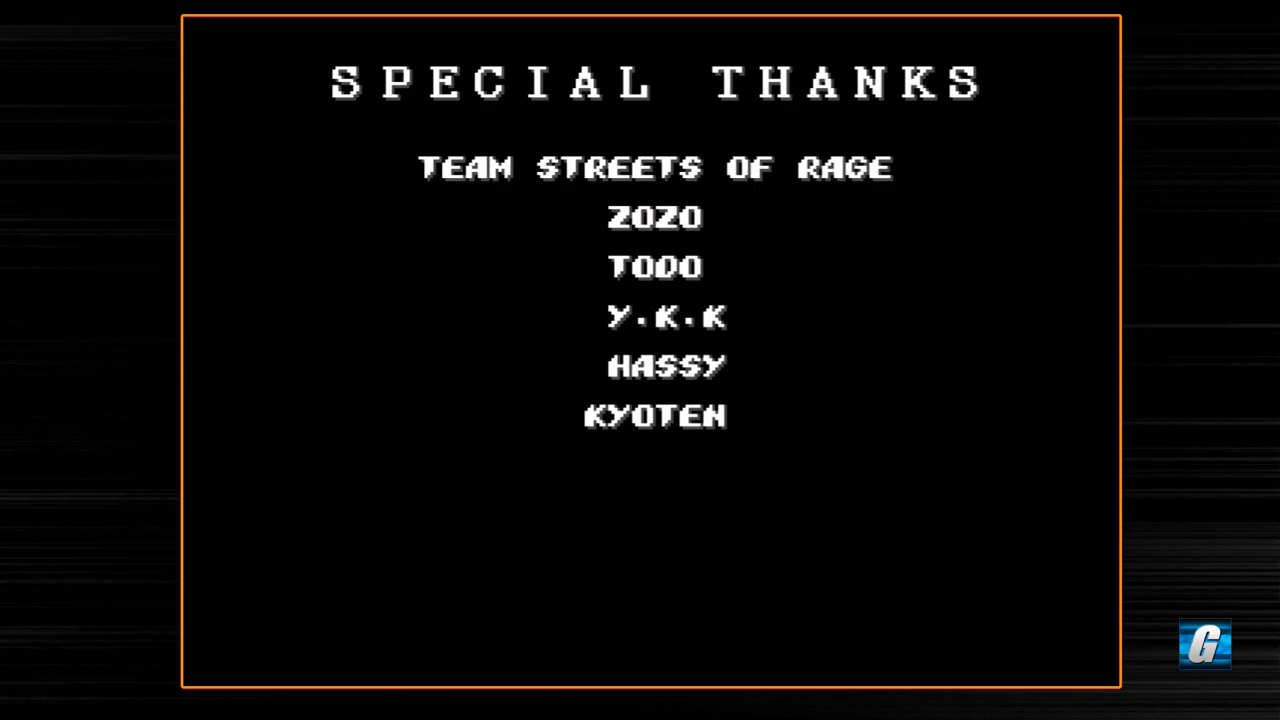 SPECIAL THANKS
TEAM STREETS OF RAGE
ZOZO
TODO
Y.K.K
HASSY
KYOTEN
G